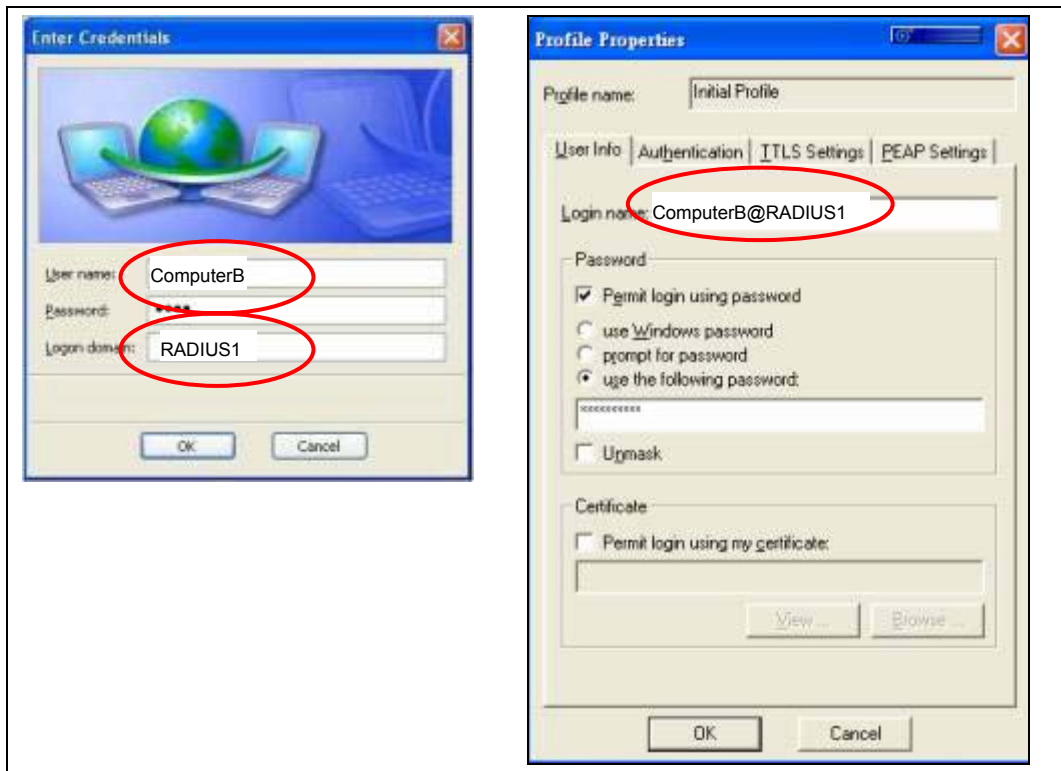 Enter Credentials
User name: ComputerB
Password: ••••
Logon domain: RADIUS1
OK Cancel
Profile Properties
Profile name: Initial Profile
User Info Authentication TTLS Settings PEAP Settings
Login name: ComputerB@RADIUS1
Password
Permit login using password
use Windows password
prompt for password
use the following password:
**********
Unmask
Certificate
Permit login using my certificate:
View ... Browse ...
OK Cancel